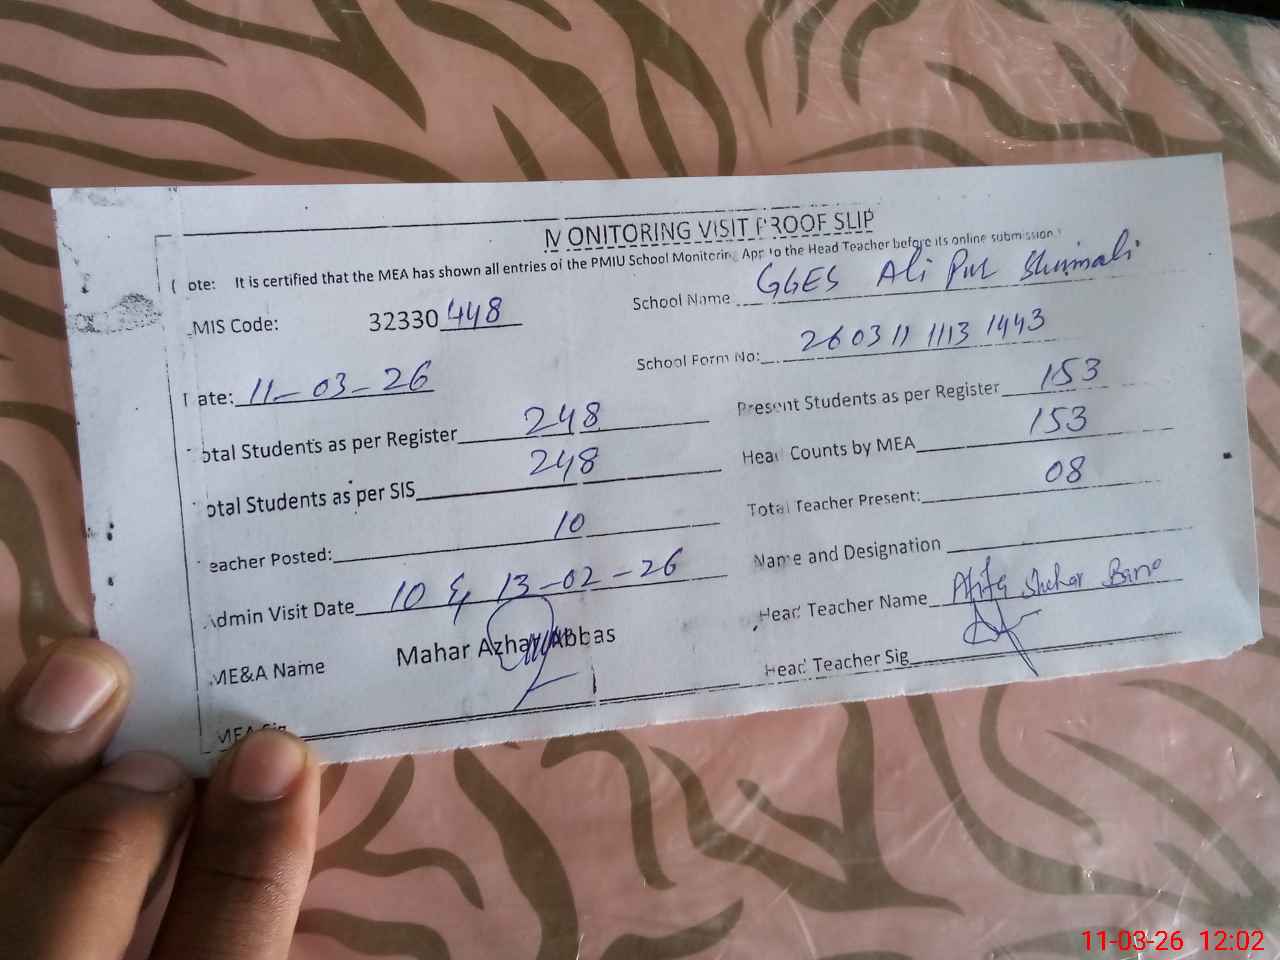 MONITORING VISIT PROOF SLIP
ote: It is certified that the MEA has shown all entries of the PMIU School Monitoring App to the Head Teacher before its online submission.
MIS Code: 32330 448
School Name GGES Ali Pur Shumali
School Form No: 260311 1113 1443
ate: 11-03-26
Present Students as per Register 153
otal Students as per Register 248
Head Counts by MEA 153
otal Students as per SIS 248
Total Teacher Present: 08
eacher Posted: 10
Name and Designation
dmin Visit Date 10 & 13-02-26
Head Teacher Name Bano
ME&A Name Mahar Azhar Abbas
Head Teacher Sig
MEA Sig
11-03-26 12:02